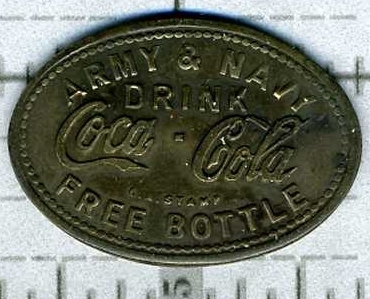 ARMY & NAVY
DRINK
Coca-Cola
FREE BOTTLE